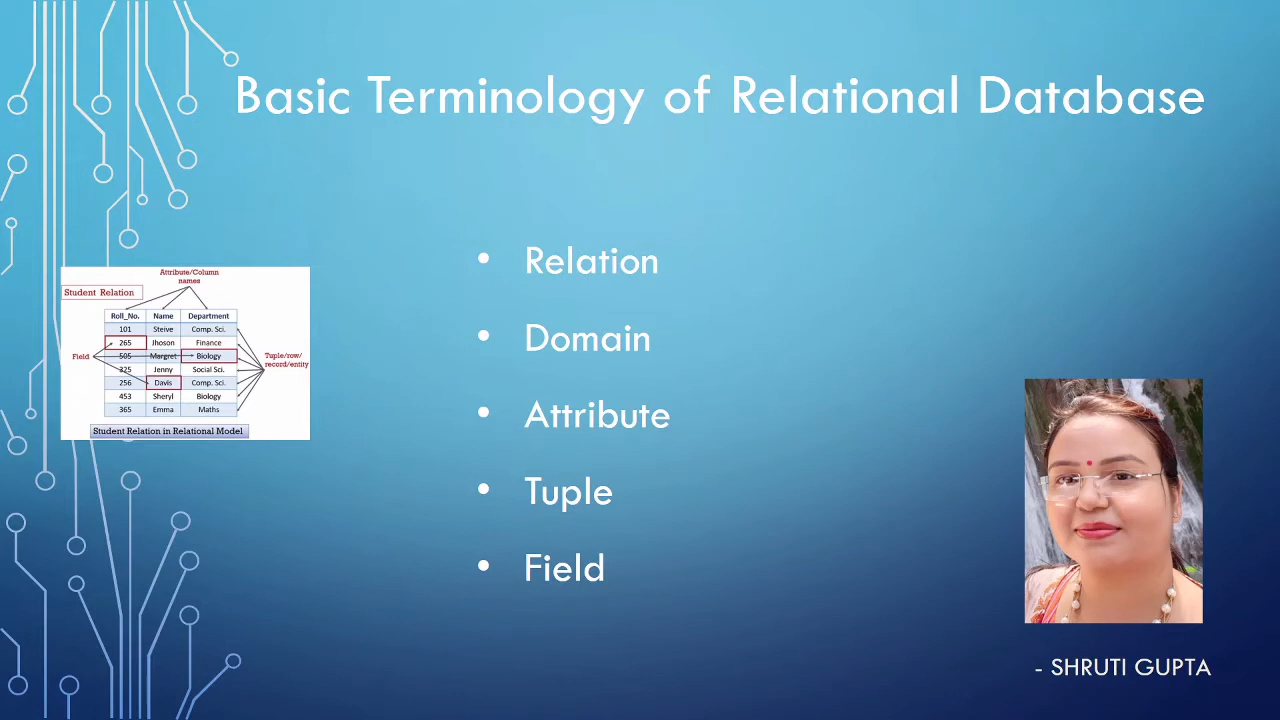 Basic Terminology of Relational Database
• Relation
• Domain
• Attribute
• Tuple
• Field
Attribute/Column
names
Student Relation
Roll_No. Name Department
101 Steive Comp. Sci.
265 Jhoson Finance
Field
505 Margret Biology
Tuple/row/
record/entity
325 Jenny Social Sci.
256 Davis Comp. Sci.
453 Sheryl Biology
365 Emma Maths
Student Relation in Relational Model
- SHRUTI GUPTA